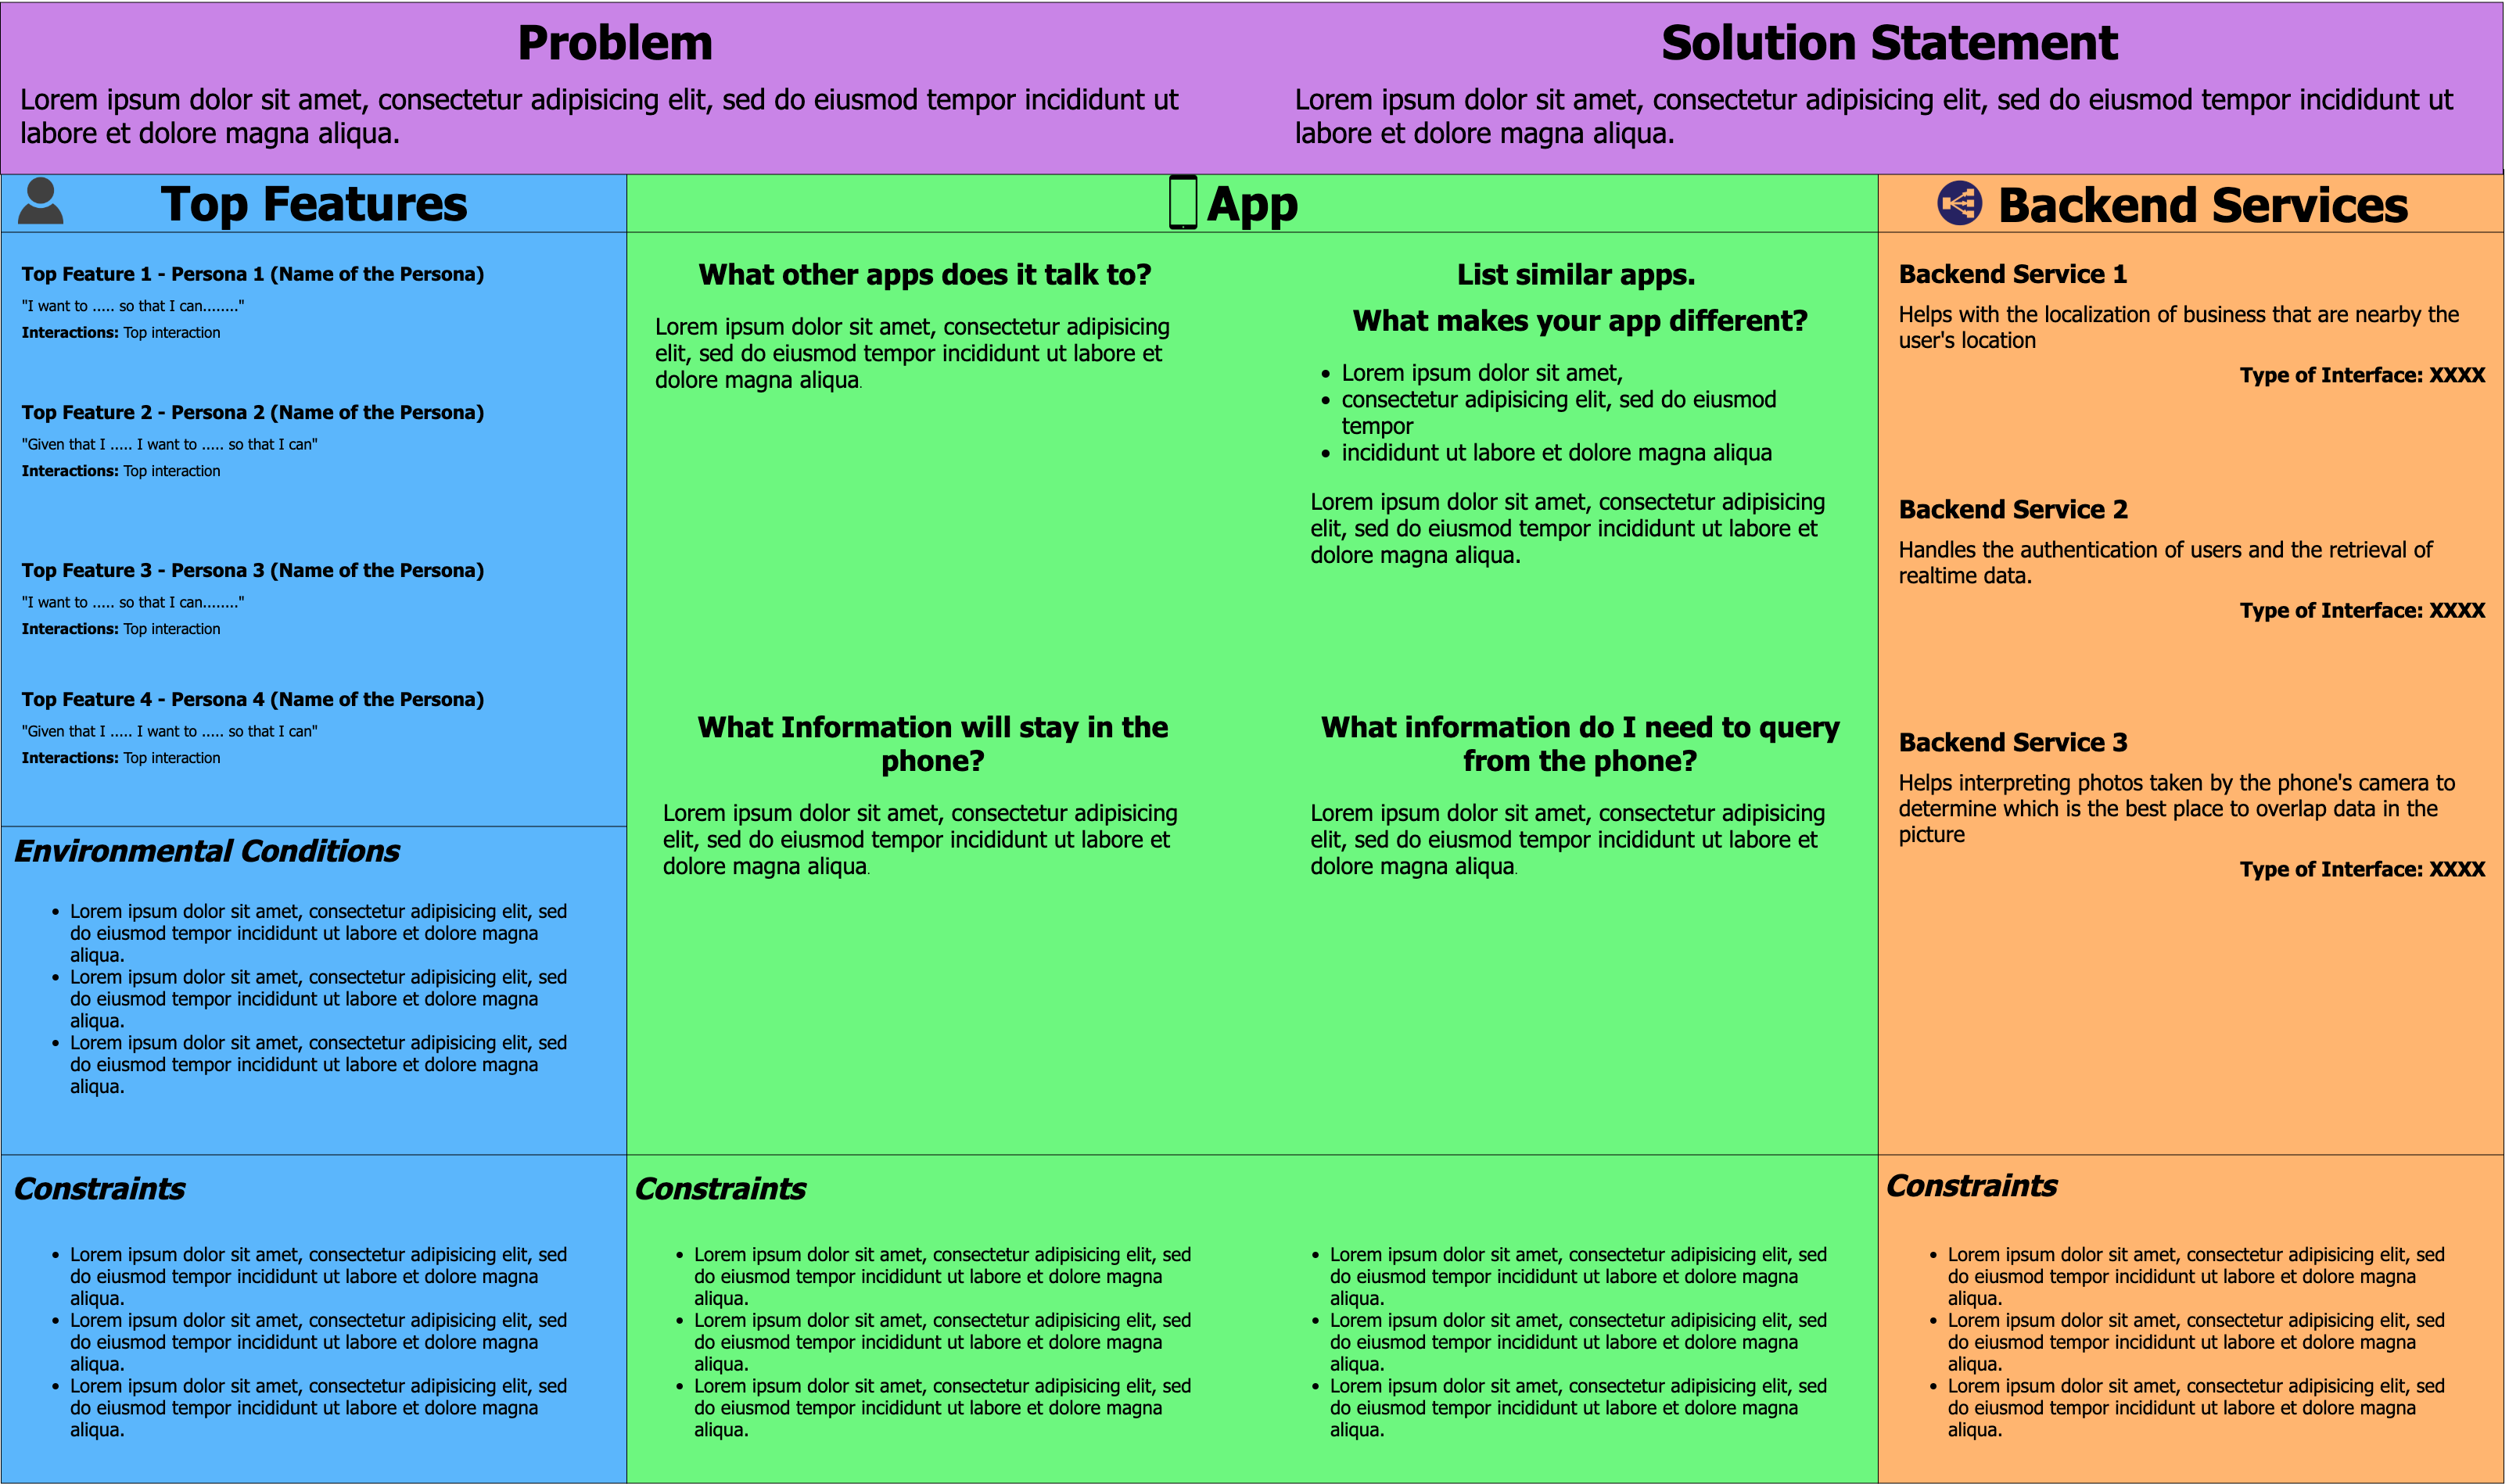 Problem
Lorem ipsum dolor sit amet, consectetur adipisicing elit, sed do eiusmod tempor incididunt ut
labore et dolore magna aliqua.
Solution Statement
Lorem ipsum dolor sit amet, consectetur adipisicing elit, sed do eiusmod tempor incididunt ut
labore et dolore magna aliqua.
Top Features
Top Feature 1 - Persona 1 (Name of the Persona)
"I want to ..... so that I can........"
Interactions: Top interaction
Top Feature 2 - Persona 2 (Name of the Persona)
"Given that I ..... I want to ..... so that I can"
Interactions: Top interaction
Top Feature 3 - Persona 3 (Name of the Persona)
"I want to ..... so that I can........"
Interactions: Top interaction
Top Feature 4 - Persona 4 (Name of the Persona)
"Given that I ..... I want to ..... so that I can"
Interactions: Top interaction
Environmental Conditions
• Lorem ipsum dolor sit amet, consectetur adipisicing elit, sed
do eiusmod tempor incididunt ut labore et dolore magna
aliqua.
• Lorem ipsum dolor sit amet, consectetur adipisicing elit, sed
do eiusmod tempor incididunt ut labore et dolore magna
aliqua.
• Lorem ipsum dolor sit amet, consectetur adipisicing elit, sed
do eiusmod tempor incididunt ut labore et dolore magna
aliqua.
Constraints
• Lorem ipsum dolor sit amet, consectetur adipisicing elit, sed
do eiusmod tempor incididunt ut labore et dolore magna
aliqua.
• Lorem ipsum dolor sit amet, consectetur adipisicing elit, sed
do eiusmod tempor incididunt ut labore et dolore magna
aliqua.
• Lorem ipsum dolor sit amet, consectetur adipisicing elit, sed
do eiusmod tempor incididunt ut labore et dolore magna
aliqua.
App
What other apps does it talk to?
Lorem ipsum dolor sit amet, consectetur adipisicing
elit, sed do eiusmod tempor incididunt ut labore et
dolore magna aliqua.
List similar apps.
What makes your app different?
• Lorem ipsum dolor sit amet,
• consectetur adipisicing elit, sed do eiusmod
tempor
• incididunt ut labore et dolore magna aliqua
Lorem ipsum dolor sit amet, consectetur adipisicing
elit, sed do eiusmod tempor incididunt ut labore et
dolore magna aliqua.
What Information will stay in the
phone?
Lorem ipsum dolor sit amet, consectetur adipisicing
elit, sed do eiusmod tempor incididunt ut labore et
dolore magna aliqua.
What information do I need to query
from the phone?
Lorem ipsum dolor sit amet, consectetur adipisicing
elit, sed do eiusmod tempor incididunt ut labore et
dolore magna aliqua.
Constraints
• Lorem ipsum dolor sit amet, consectetur adipisicing elit, sed
do eiusmod tempor incididunt ut labore et dolore magna
aliqua.
• Lorem ipsum dolor sit amet, consectetur adipisicing elit, sed
do eiusmod tempor incididunt ut labore et dolore magna
aliqua.
• Lorem ipsum dolor sit amet, consectetur adipisicing elit, sed
do eiusmod tempor incididunt ut labore et dolore magna
aliqua.
• Lorem ipsum dolor sit amet, consectetur adipisicing elit, sed
do eiusmod tempor incididunt ut labore et dolore magna
aliqua.
• Lorem ipsum dolor sit amet, consectetur adipisicing elit, sed
do eiusmod tempor incididunt ut labore et dolore magna
aliqua.
• Lorem ipsum dolor sit amet, consectetur adipisicing elit, sed
do eiusmod tempor incididunt ut labore et dolore magna
aliqua.
Backend Services
Backend Service 1
Helps with the localization of business that are nearby the
user's location
Type of Interface: XXXX
Backend Service 2
Handles the authentication of users and the retrieval of
realtime data.
Type of Interface: XXXX
Backend Service 3
Helps interpreting photos taken by the phone's camera to
determine which is the best place to overlap data in the
picture
Type of Interface: XXXX
Constraints
• Lorem ipsum dolor sit amet, consectetur adipisicing elit, sed
do eiusmod tempor incididunt ut labore et dolore magna
aliqua.
• Lorem ipsum dolor sit amet, consectetur adipisicing elit, sed
do eiusmod tempor incididunt ut labore et dolore magna
aliqua.
• Lorem ipsum dolor sit amet, consectetur adipisicing elit, sed
do eiusmod tempor incididunt ut labore et dolore magna
aliqua.